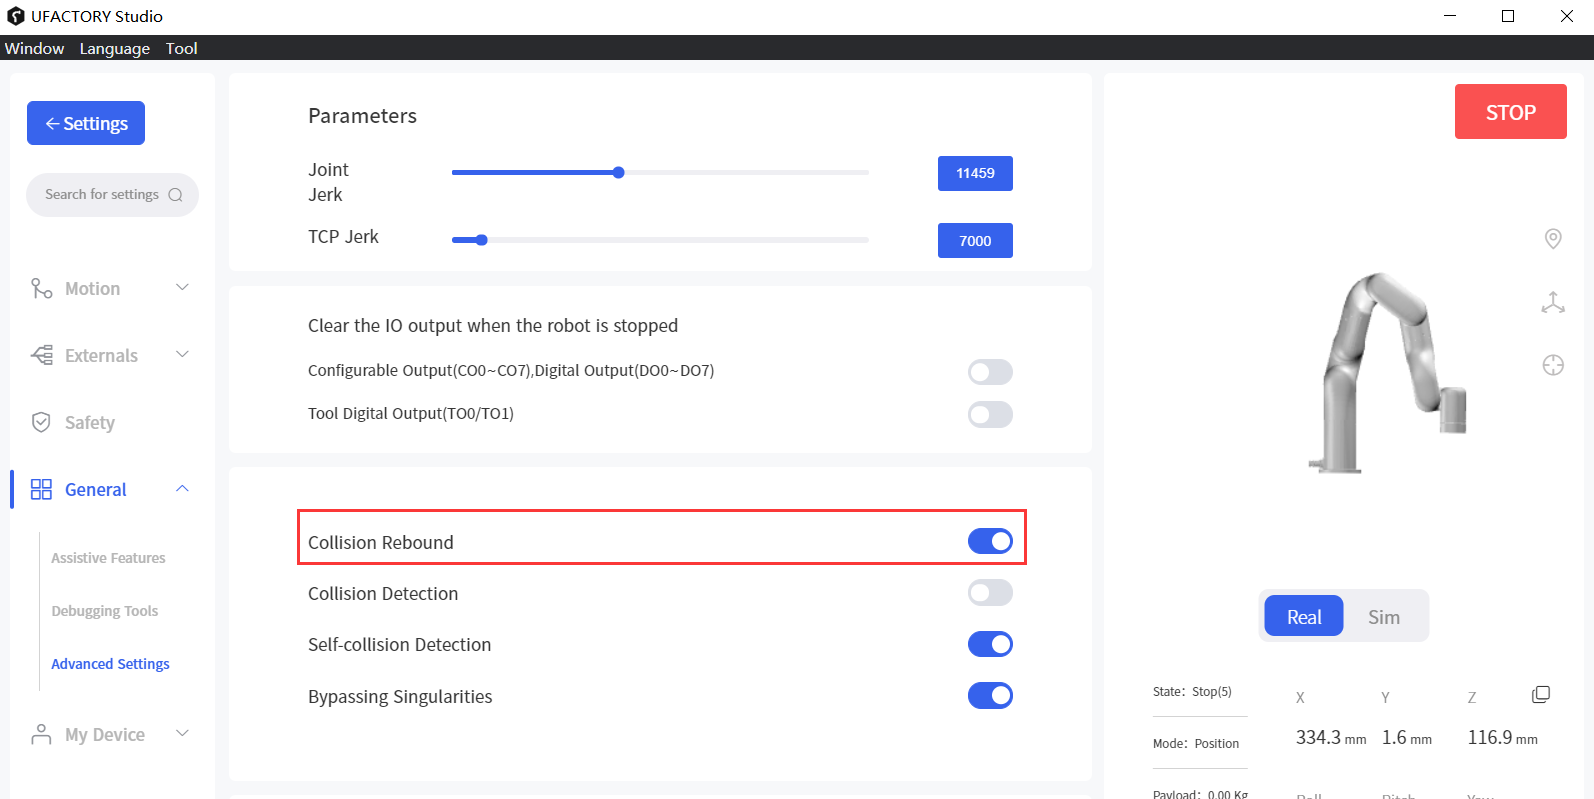 UFACTORY Studio
Window Language Tool
← Settings
Search for settings
Motion
Externals
Safety
General
Assistive Features
Debugging Tools
Advanced Settings
My Device
Parameters
Joint
Jerk
11459
TCP Jerk
7000
Clear the IO output when the robot is stopped
Configurable Output(CO0~CO7),Digital Output(DO0~DO7)
Tool Digital Output(TO0/TO1)
Collision Rebound
Collision Detection
Self-collision Detection
Bypassing Singularities
STOP
Real Sim
State: Stop(5)
Mode: Position
Payload: 0.00 Kg
X Y Z
334.3 mm 1.6 mm 116.9 mm
Roll Pitch Yaw